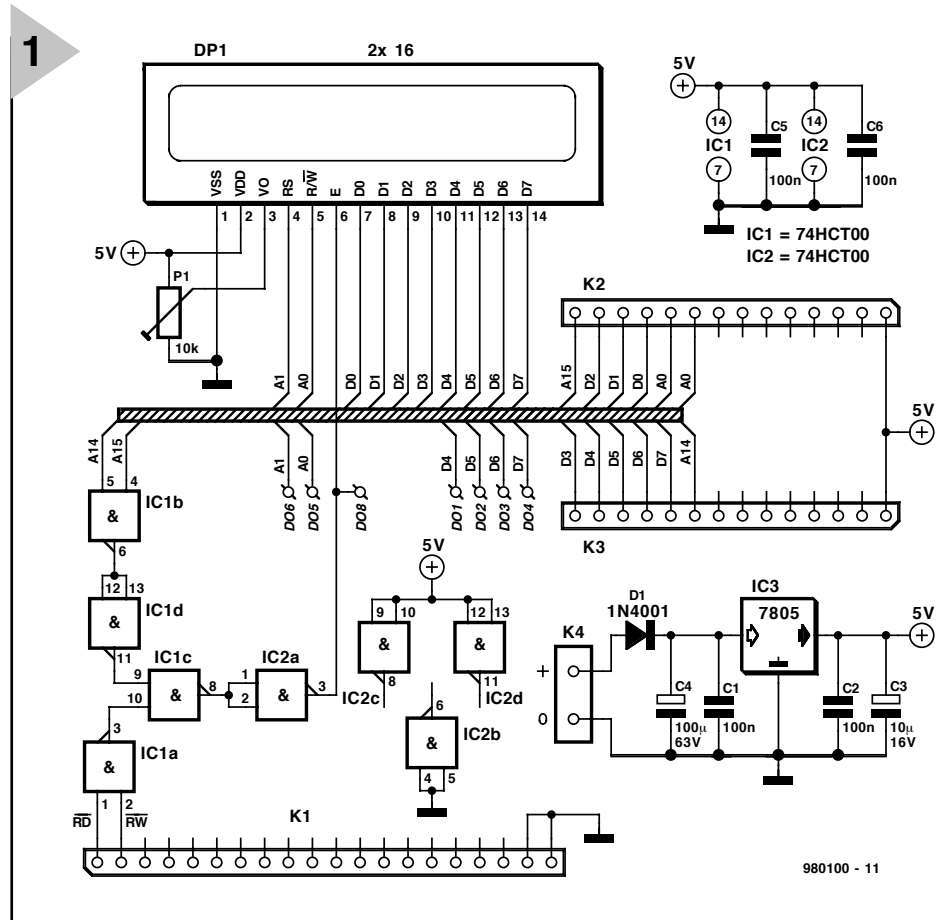 1
DP1 2x 16
VSS VDD VO RS R/W E D0 D1 D2 D3 D4 D5 D6 D7
1 2 3 4 5 6 7 8 9 10 11 12 13 14
5V
P1
10k
5V
14 C5 14 C6
IC1 IC2
7 100n 7 100n
IC1 = 74HCT00
IC2 = 74HCT00
K2
A1 A0 D0 D1 D2 D3 D4 D5 D6 D7 A15 D2 D1 D0 A0 A0
5V
A14 A15 A1 A0 D4 D5 D6 D7 D3 D4 D5 D6 D7 A14
DO6 DO5 DO8 DO1 DO2 DO3 DO4
K3
5 4 IC1b
&
6
12 13 IC1d
&
11
IC1c IC2a
9 10 & 8
1 2 & 3
3
& IC1a
1 2
RD RW
5V
9 10 12 13
& &
8 11
IC2c IC2d
6
& IC2b
4 5
K4
+
0
D1
1N4001
IC3
7805
5V
C4 C1 C2 C3
100µ 100n 100n 10µ
63V 16V
K1
980100 - 11